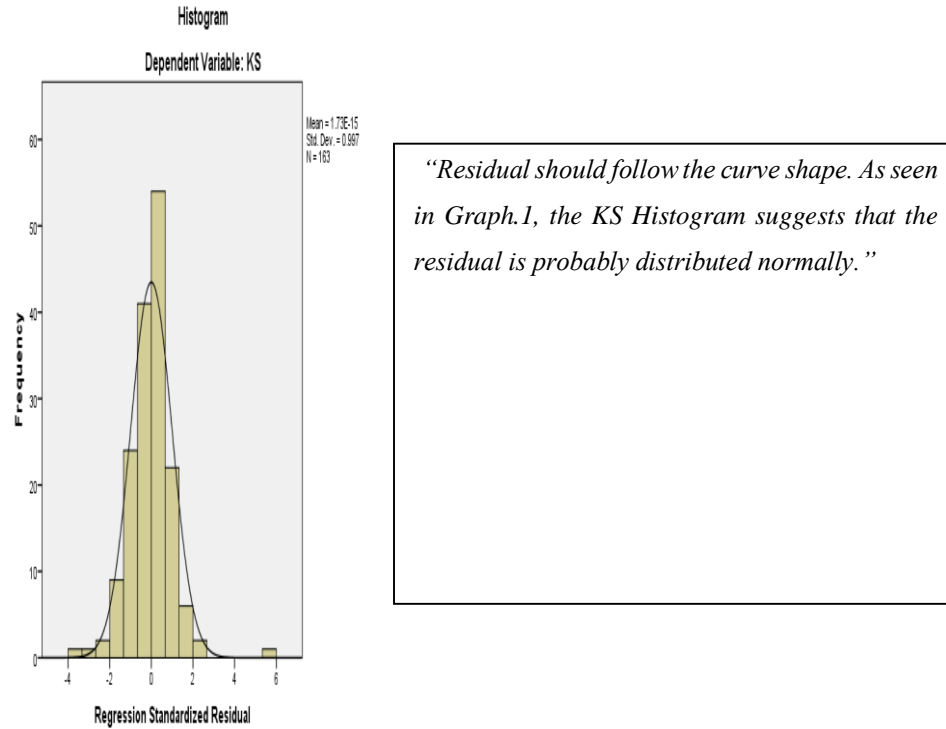 Histogram
Dependent Variable: KS
Mean = 1.73E-15
Std. Dev. = 0.997
N = 163
60
50
40
30
20
10
0
Frequency
-4 -2 0 2 4 6
Regression Standardized Residual
“Residual should follow the curve shape. As seen
in Graph.1, the KS Histogram suggests that the
residual is probably distributed normally.”